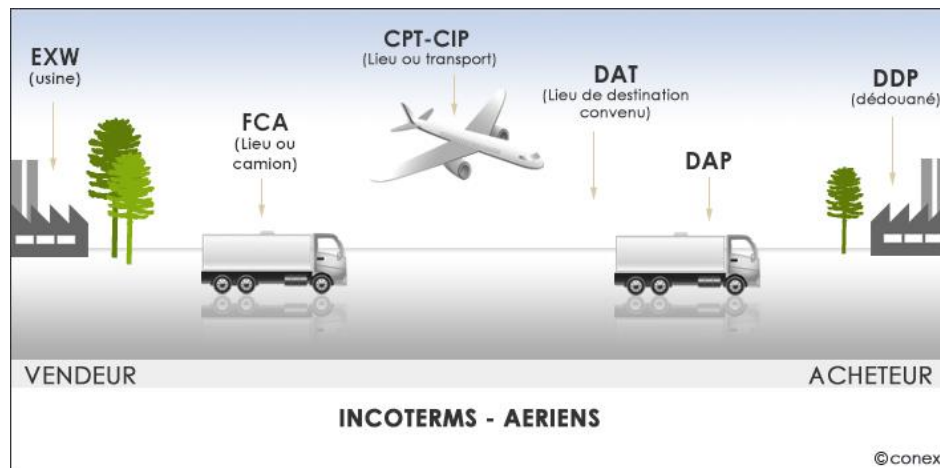 EXW
(usine)
FCA
(Lieu ou
camion)
CPT-CIP
(Lieu ou transport)
DAT
(Lieu de destination
convenu)
DAP
DDP
(dédouané)
VENDEUR
ACHETEUR
INCOTERMS - AERIENS
©conex